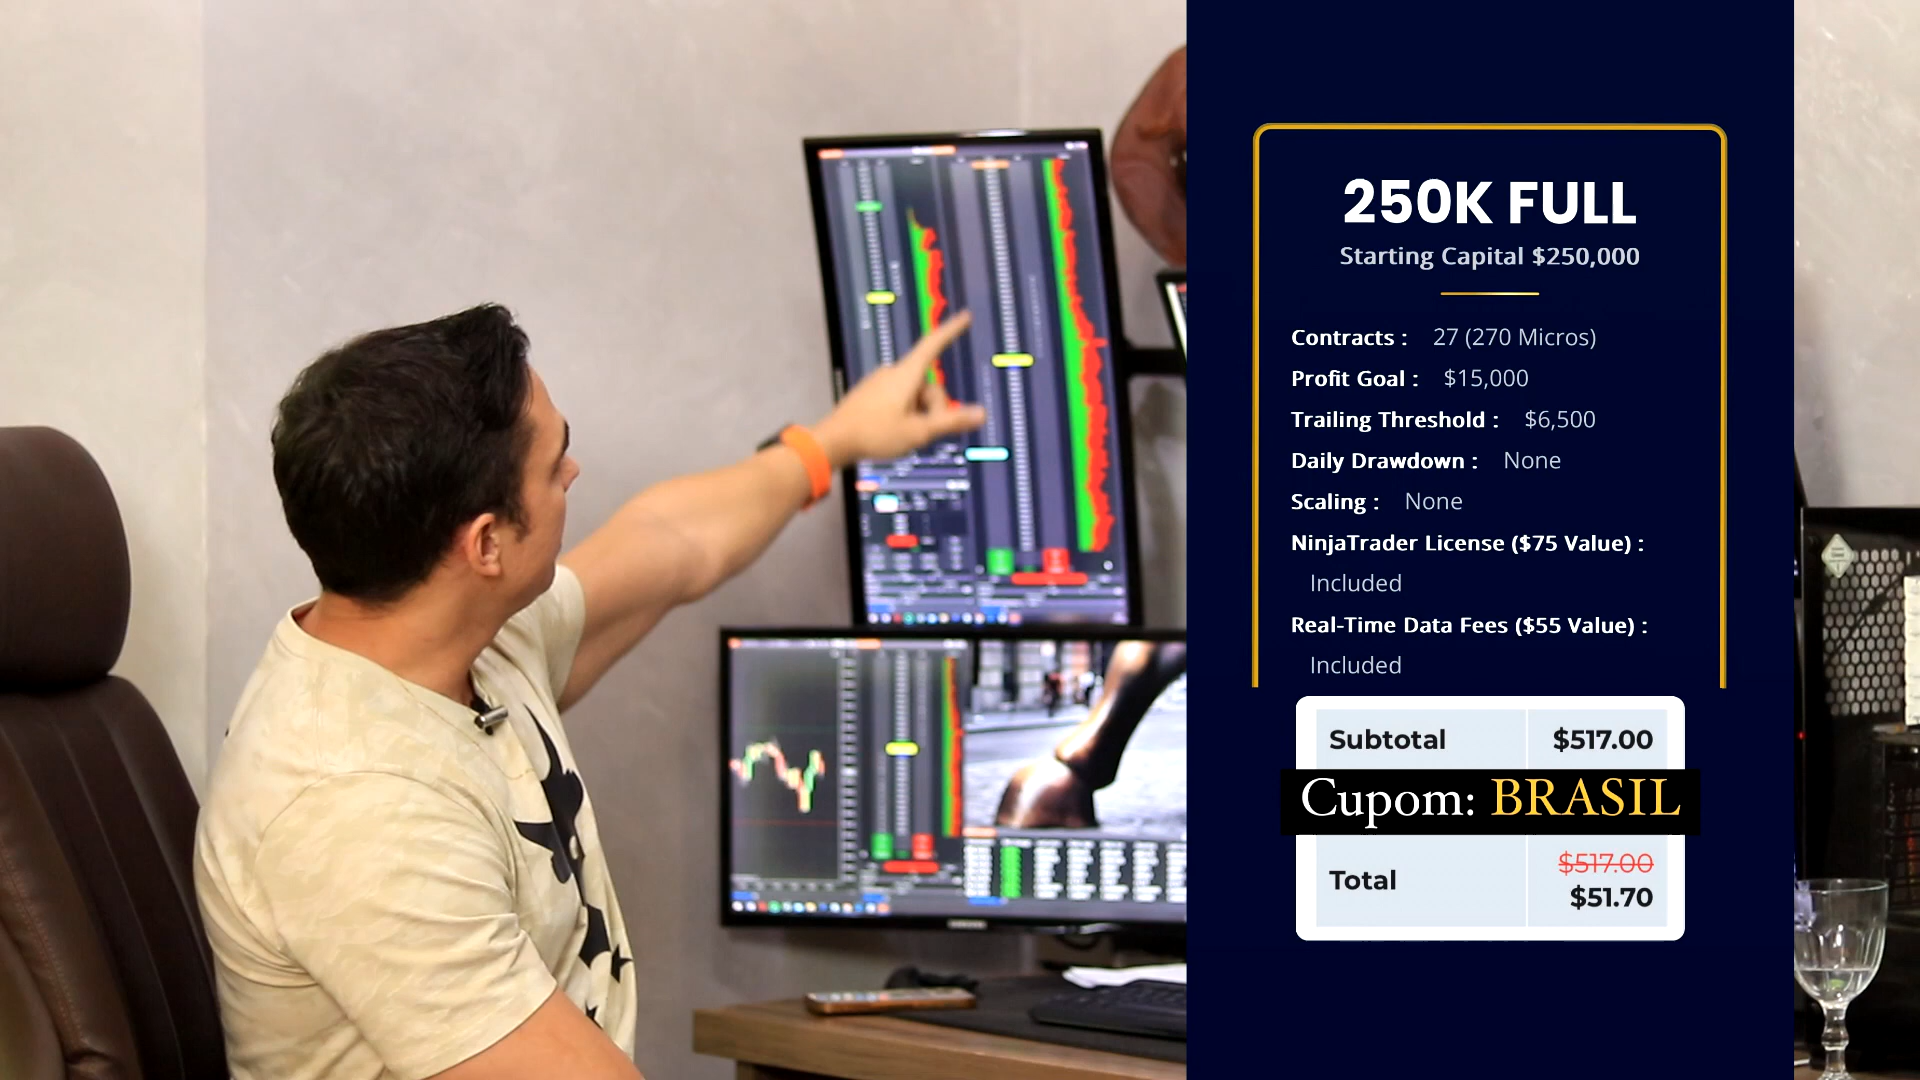 250K FULL
Starting Capital $250,000
Contracts : 27 (270 Micros)
Profit Goal : $15,000
Trailing Threshold : $6,500
Daily Drawdown : None
Scaling : None
NinjaTrader License ($75 Value) :
Included
Real-Time Data Fees ($55 Value) :
Included
Subtotal $517.00
Cupom: BRASIL
Total $517.00
$51.70